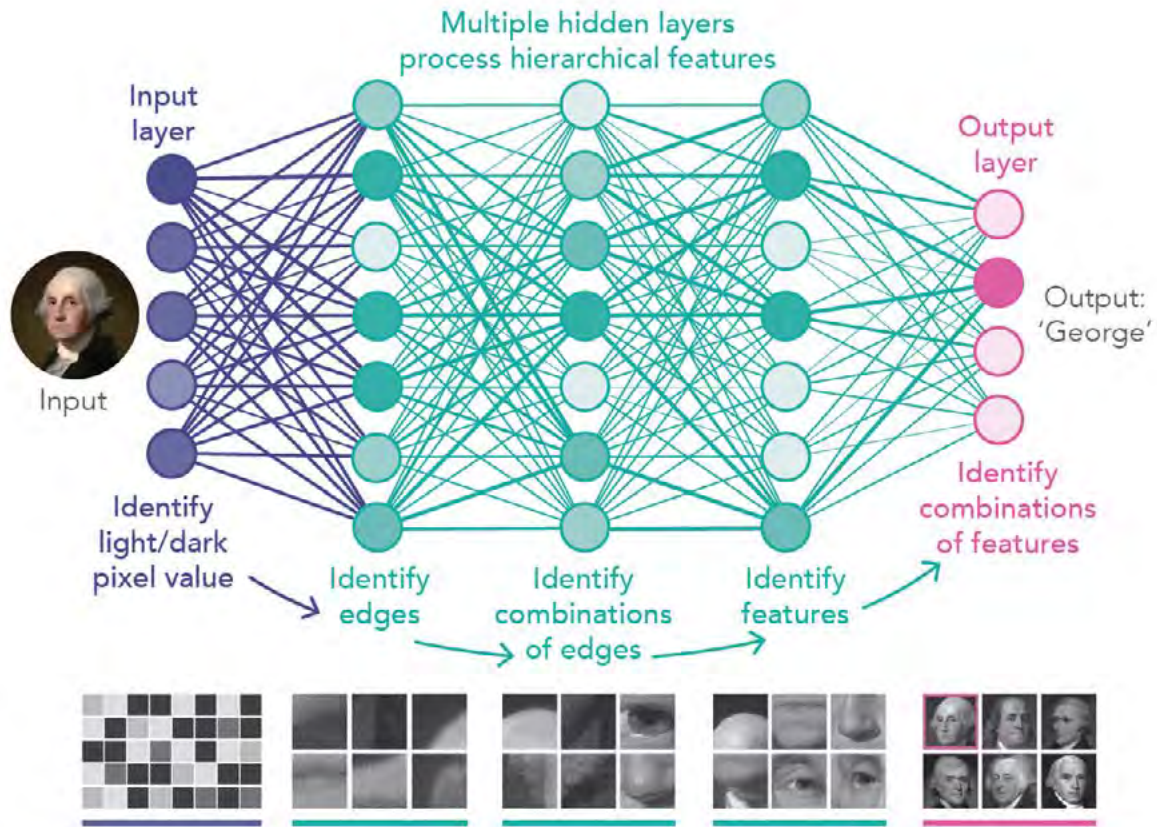 Multiple hidden layers
process hierarchical features
Input
layer
Output
layer
Input
Output:
'George'
Identify
light/dark
pixel value
Identify
edges
Identify
combinations
of edges
Identify
features
Identify
combinations
of features